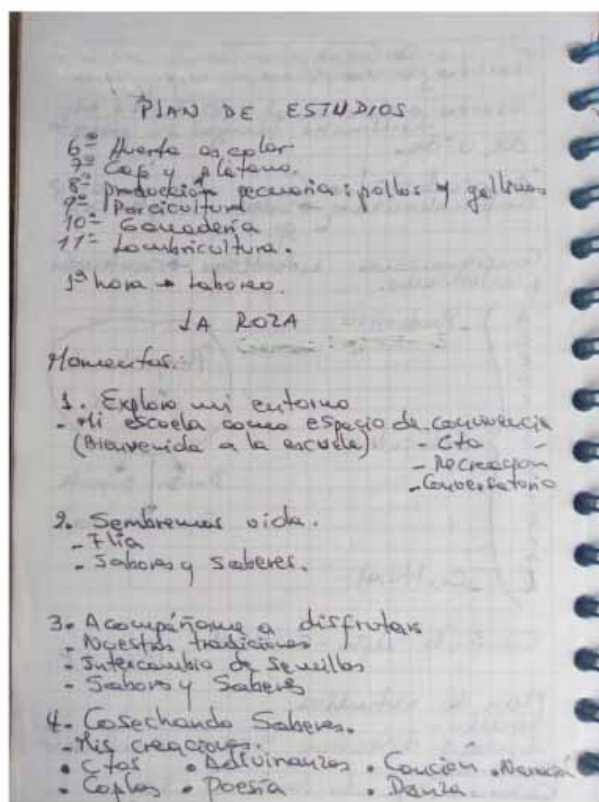 PLAN DE ESTUDIOS
6º Huerta escolar
7º Café y plátano.
8º Producción pecuaria: pollos y gallinas
9º Porcicultura
10º Ganadería
11º Lombricultura.
1ª hora → laboreo.
LA ROZA
Momentos.
1. Exploro mi entorno
- Mi escuela como espacio de convivencia
(Bienvenida a la escuela) - Cto
- Recreacion
- Conversatorio
2. Sembremos vida.
- Flia
- Sabores y saberes.
3. Acompáñame a disfrutar
- Nuestras tradiciones
- Intercambio de semillas
- Sabores y Saberes
4. Cosechando Saberes.
- Mis creaciones.
• Ctos • Adivinanzas • Canción • Narración
• Coplas • Poesía • Danza